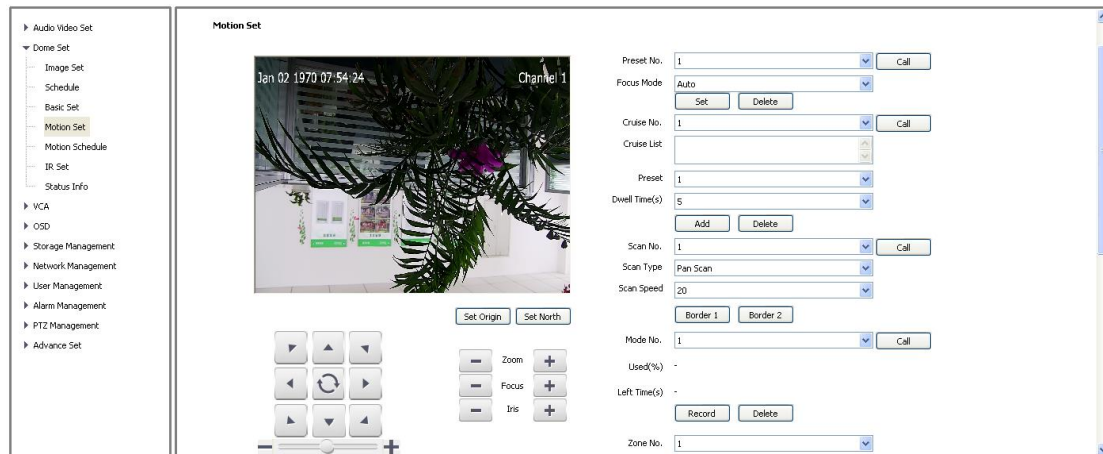 Audio Video Set
Dome Set
Image Set
Schedule
Basic Set
Motion Set
Motion Schedule
IR Set
Status Info
VCA
OSD
Storage Management
Network Management
User Management
Alarm Management
PTZ Management
Advance Set
Motion Set
Jan 02 1970 07:54:24 Channel 1
Set Origin Set North
Zoom
Focus
Iris
Preset No. 1 Call
Focus Mode Auto
Set Delete
Cruise No. 1 Call
Cruise List
Preset 1
Dwell Time(s) 5
Add Delete
Scan No. 1 Call
Scan Type Pan Scan
Scan Speed 20
Border 1 Border 2
Mode No. 1 Call
Used(%) -
Left Time(s) -
Record Delete
Zone No. 1